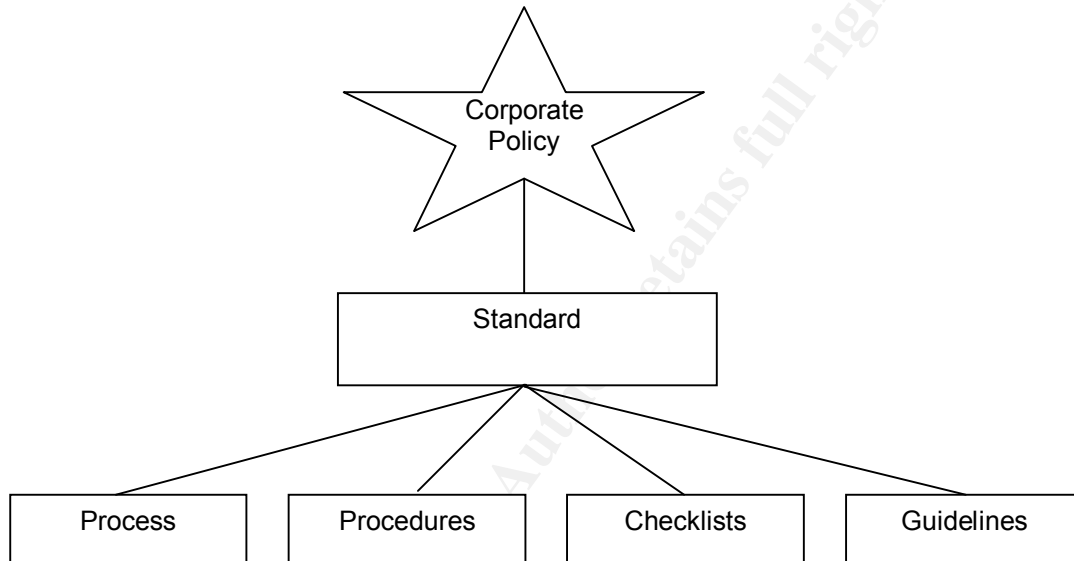 Corporate
Policy
Standard
Process
Procedures
Checklists
Guidelines